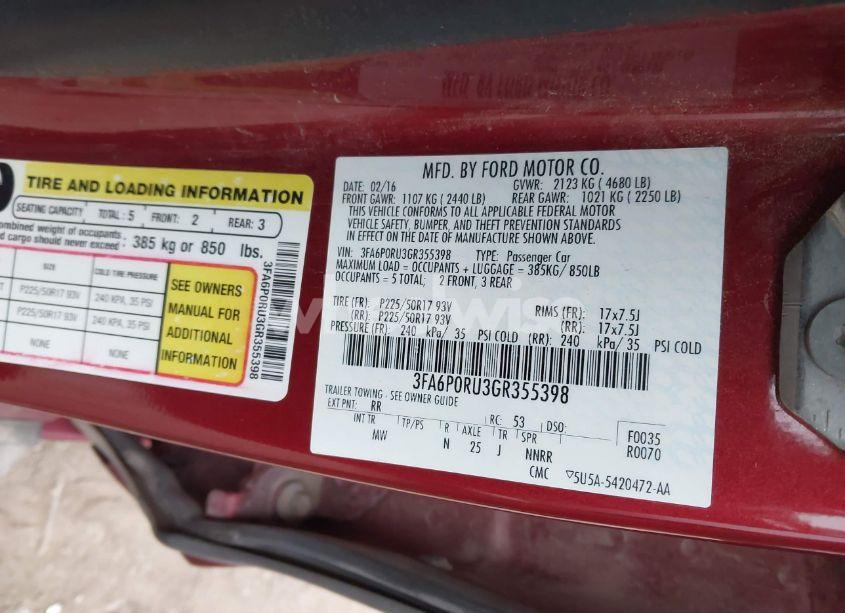 TIRE AND LOADING INFORMATION
SEATING CAPACITY TOTAL : 5 FRONT: 2 REAR: 3
combined weight of occupants
d cargo should never exceed : 385 kg or 850 lbs.
SIZE COLD TIRE PRESSURE
P225/50R17 93V 240 KPA, 35 PSI
P225/50R17 93V 240 KPA, 35 PSI
NONE NONE
SEE OWNERS
MANUAL FOR
ADDITIONAL
INFORMATION
3FA6P0RU3GR355398
MFD. BY FORD MOTOR CO.
DATE: 02/16 GVWR: 2123 KG ( 4680 LB)
FRONT GAWR: 1107 KG ( 2440 LB) REAR GAWR: 1021 KG ( 2250 LB)
THIS VEHICLE CONFORMS TO ALL APPLICABLE FEDERAL MOTOR
VEHICLE SAFETY, BUMPER, AND THEFT PREVENTION STANDARDS
IN EFFECT ON THE DATE OF MANUFACTURE SHOWN ABOVE.
VIN: 3FA6P0RU3GR355398 TYPE: Passenger Car
MAXIMUM LOAD = OCCUPANTS + LUGGAGE = 385KG/850LB
OCCUPANTS = 5 TOTAL; 2 FRONT, 3 REAR
TIRE (FR): P225/50R17 93V RIMS (FR): 17x7.5J
(RR): P225/50R17 93V (RR): 17x7.5J
PRESSURE (FR): 240 kPa/ 35 PSI COLD (RR): 240 kPa/ 35 PSI COLD
3FA6P0RU3GR355398
TRAILER TOWING - SEE OWNER GUIDE
EXT PNT: RR RC: 53 DSO: F0035
INT TR TP/PS R AXLE TR SPR R0070
MW N 25 J NNRR
CMC ▽5U5A-5420472-AA